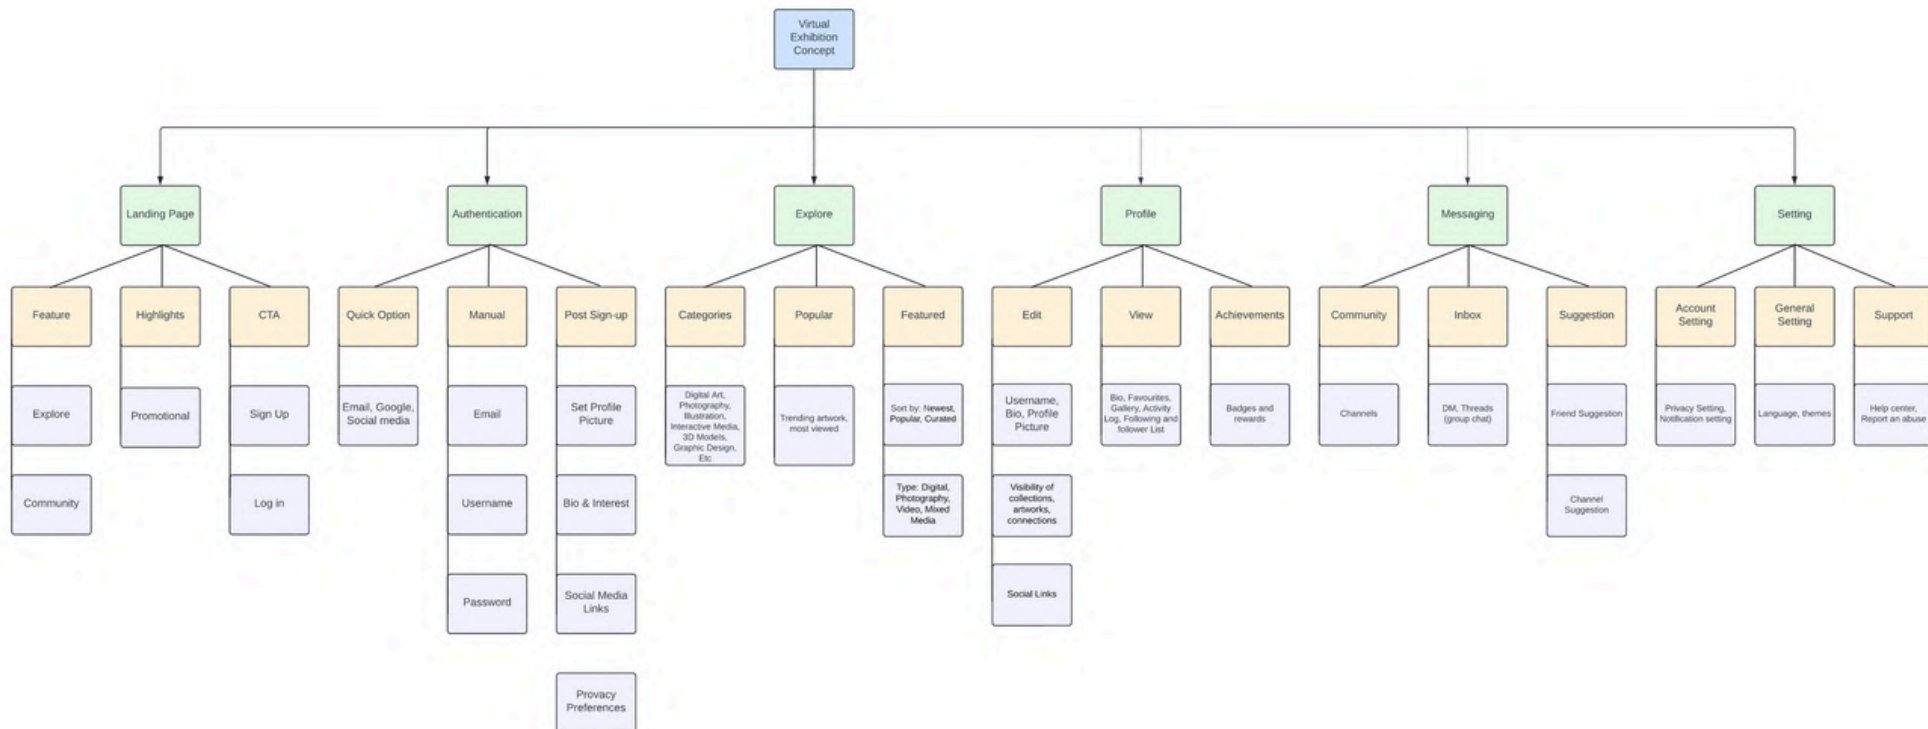 Virtual
Exhibition
Concept
Landing Page
Authentication
Explore
Profile
Messaging
Setting
Feature
Highlights
CTA
Quick Option
Manual
Post Sign-up
Categories
Popular
Featured
Edit
View
Achievements
Community
Inbox
Suggestion
Account
Setting
General
Setting
Support
Explore
Promotional
Sign Up
Email, Google,
Social media
Email
Set Profile
Picture
Digital Art,
Photography,
Illustration,
Interactive Media,
3D Models,
Graphic Design,
Etc
Trending artwork,
most viewed
Sort by: Newest,
Popular, Curated
Username,
Bio, Profile
Picture
Bio, Favourites,
Gallery, Activity
Log, Following and
follower List
Badges and
rewards
Channels
DM, Threads
(group chat)
Friend Suggestion
Privacy Setting,
Notification setting
Language, themes
Help center,
Report an abuse
Community
Log in
Username
Bio & Interest
Type: Digital,
Photography,
Video, Mixed
Media
Visibility of
collections,
artworks,
connections
Channel
Suggestion
Password
Social Media
Links
Social Links
Provacy
Preferences